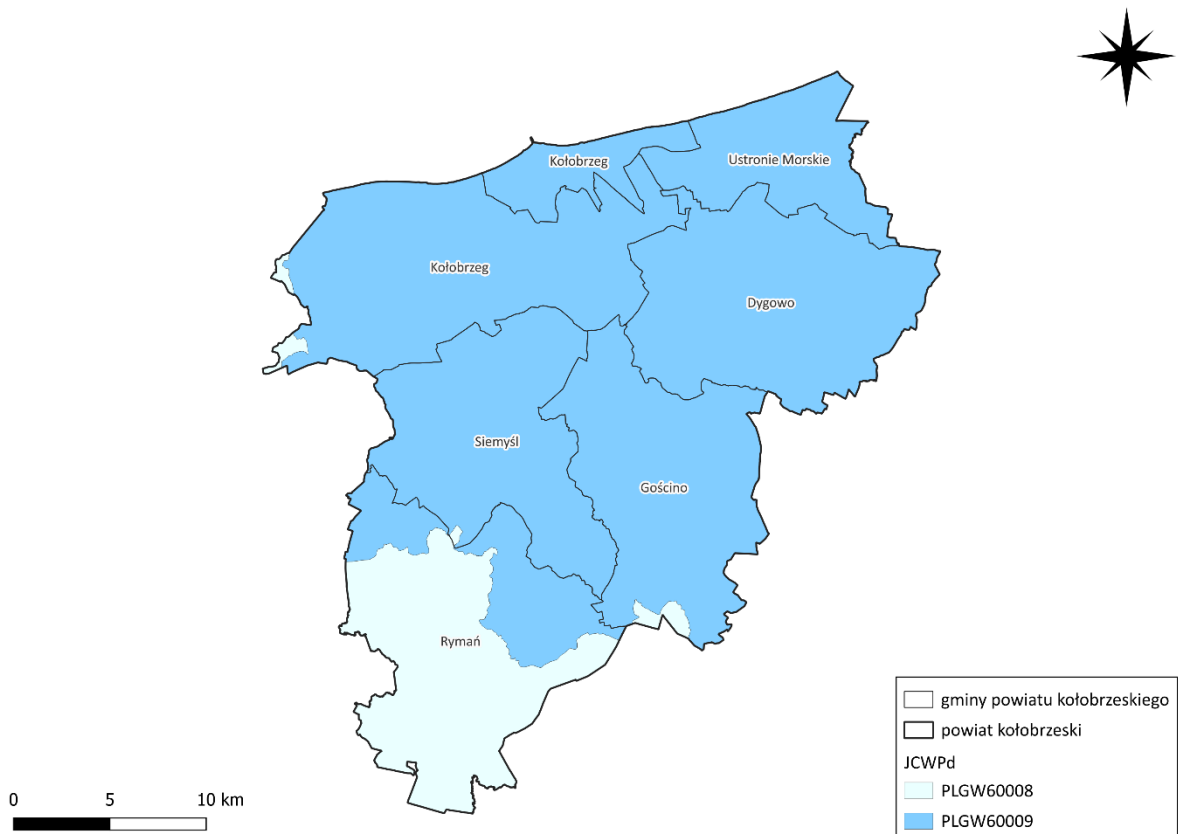 Kołobrzeg
Ustronie Morskie
Kołobrzeg
Dygowo
Siemyśl
Gościno
Rymań
gminy powiatu kołobrzeskiego
powiat kołobrzeski
JCWPd
PLGW60008
PLGW60009
0 5 10 km